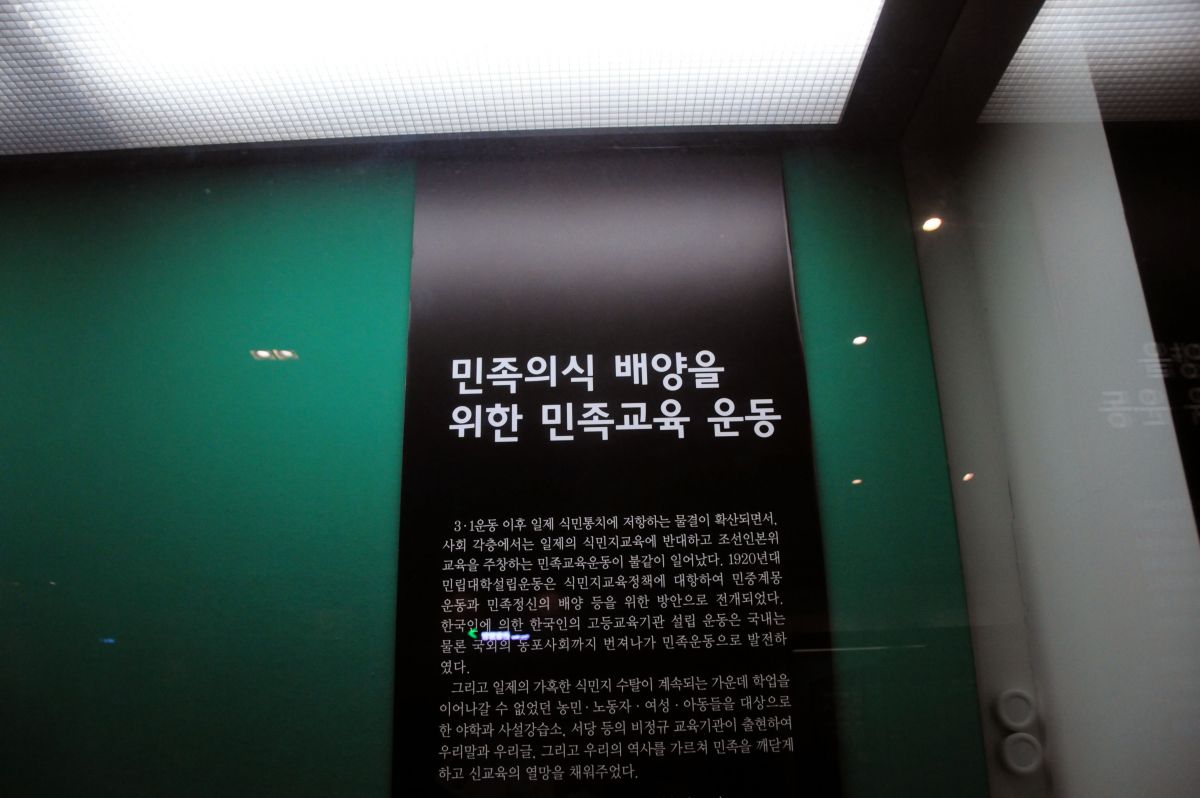 민족의식 배양을
위한 민족교육 운동
3·1운동 이후 일제 식민통치에 저항하는 물결이 확산되면서,
사회 각층에서는 일제의 식민지교육에 반대하고 조선인본위
교육을 주창하는 민족교육운동이 불같이 일어났다. 1920년대
민립대학설립운동은 식민지교육정책에 대항하여 민중계몽
운동과 민족정신의 배양 등을 위한 방안으로 전개되었다.
한국인에 의한 한국인의 고등교육기관 설립 운동은 국내는
물론 국외의 동포사회까지 번져나가 민족운동으로 발전하
였다.
그리고 일제의 가혹한 식민지 수탈이 계속되는 가운데 학업을
이어나갈 수 없었던 농민·노동자·여성·아동들을 대상으로
한 야학과 사설강습소, 서당 등의 비정규 교육기관이 출현하여
우리말과 우리글, 그리고 우리의 역사를 가르쳐 민족을 깨닫게
하고 신교육의 열망을 채워주었다.